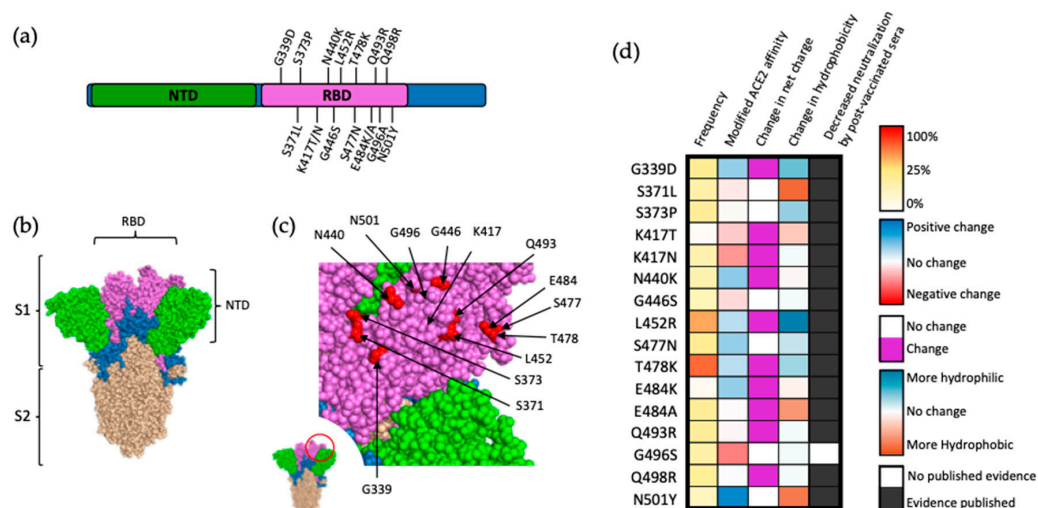 (a)
G339D
S373P
N440K
L452R
T478K
Q493R
Q498R
NTD
RBD
S371L
K417T/N
G446S
S477N
E484K/A
G496A
N501Y
(b)
RBD
S1
NTD
S2
(c)
N501
N440
G496
G446
K417
Q493
E484
S477
T478
L452
S373
S371
G339
(d)
Frequency
Modified ACE2 affinity
Change in net charge
Change in hydrophobicity
Decreased neutralization
by post-vaccinated sera
G339D
S371L
S373P
K417T
K417N
N440K
G446S
L452R
S477N
T478K
E484K
E484A
Q493R
G496S
Q498R
N501Y
100%
25%
0%
Positive change
No change
Negative change
No change
Change
More hydrophilic
No change
More Hydrophobic
No published evidence
Evidence published